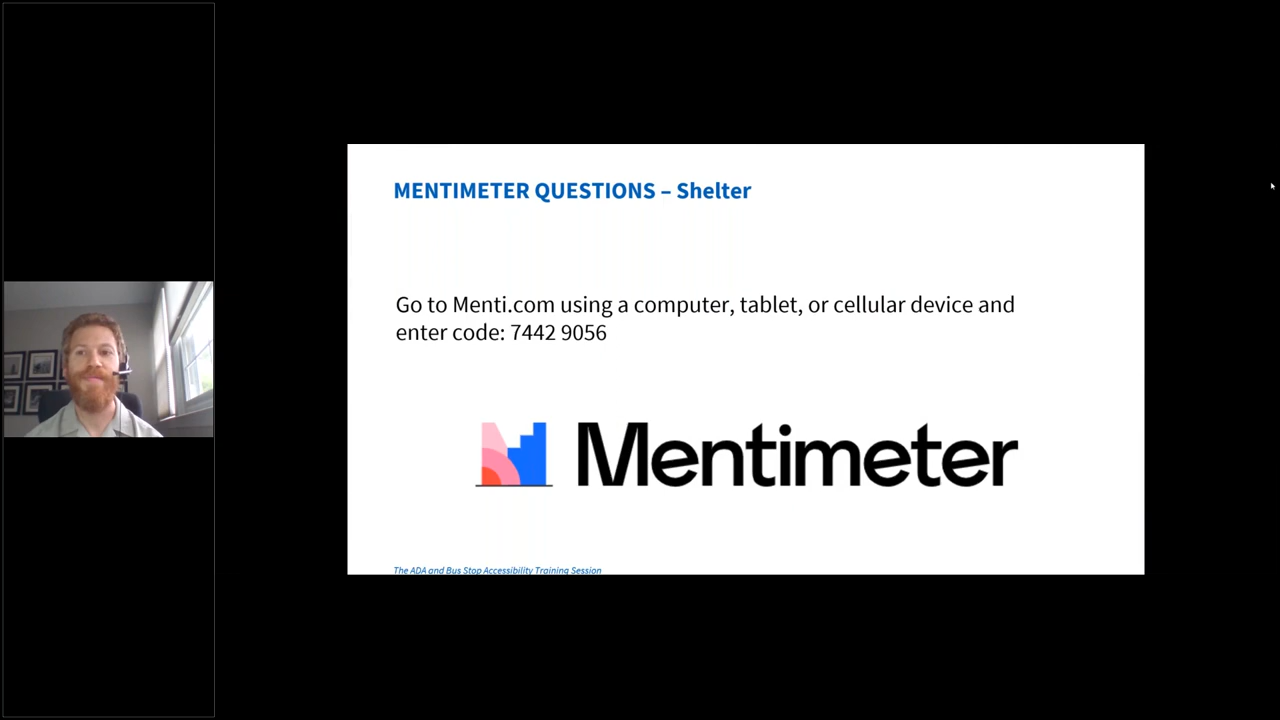 MENTIMETER QUESTIONS – Shelter
Go to Menti.com using a computer, tablet, or cellular device and
enter code: 7442 9056
Mentimeter
The ADA and Bus Stop Accessibility Training Session